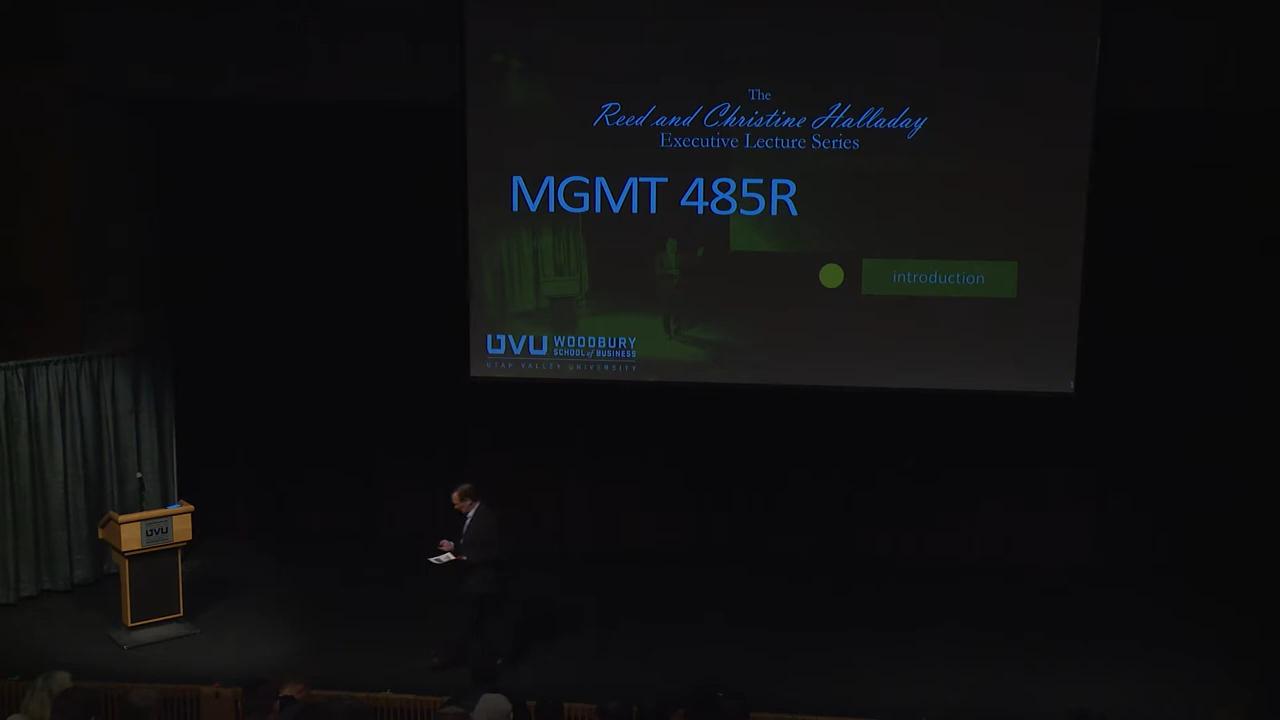 The
Reed and Christine Halladay
Executive Lecture Series
MGMT 485R
introduction
UVU WOODBURY
SCHOOL of BUSINESS
UTAH VALLEY UNIVERSITY
UVU